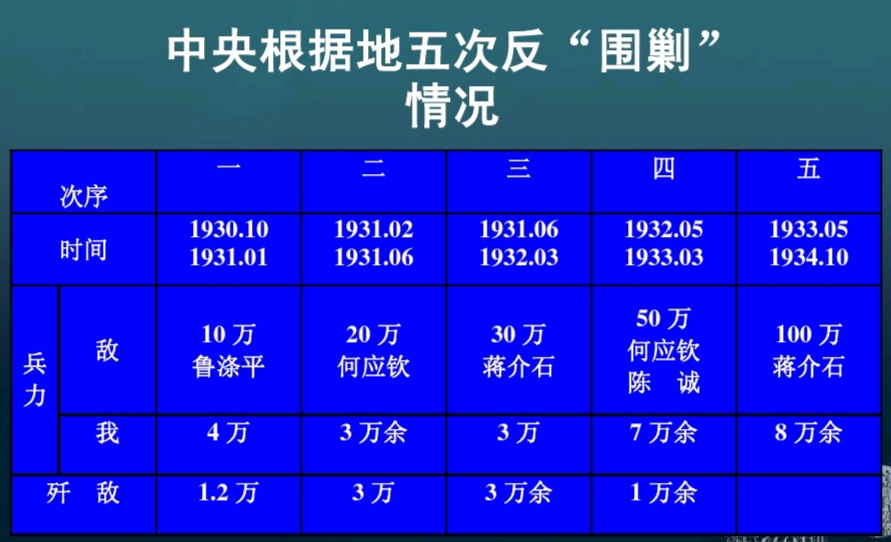 中央根据地五次反“围剿”
情况
次序 一 二 三 四 五
时间 1930.10 1931.01 1931.02 1931.06 1931.06 1932.03 1932.05 1933.03 1933.05 1934.10
兵力
敌 10 万 鲁涤平 20 万 何应钦 30 万 蒋介石 50 万 何应钦 陈 诚 100 万 蒋介石
我 4 万 3 万余 3 万 7 万余 8 万余
歼 敌 1.2 万 3 万 3 万余 1 万余